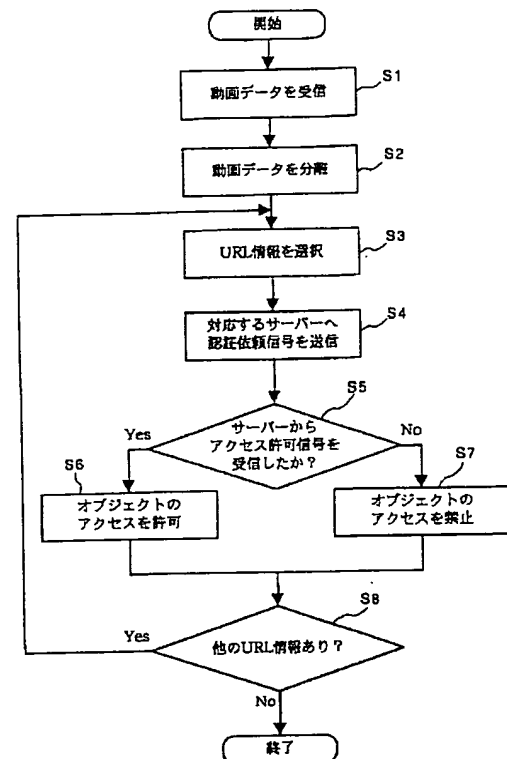 開始
動画データを受信
S1
動画データを分離
S2
URL情報を選択
S3
対応するサーバーへ
認証依頼信号を送信
S4
サーバーから
アクセス許可信号を
受信したか？
S5
Yes
No
オブジェクトの
アクセスを許可
S6
オブジェクトの
アクセスを禁止
S7
他のURL情報あり？
S8
Yes
No
終了